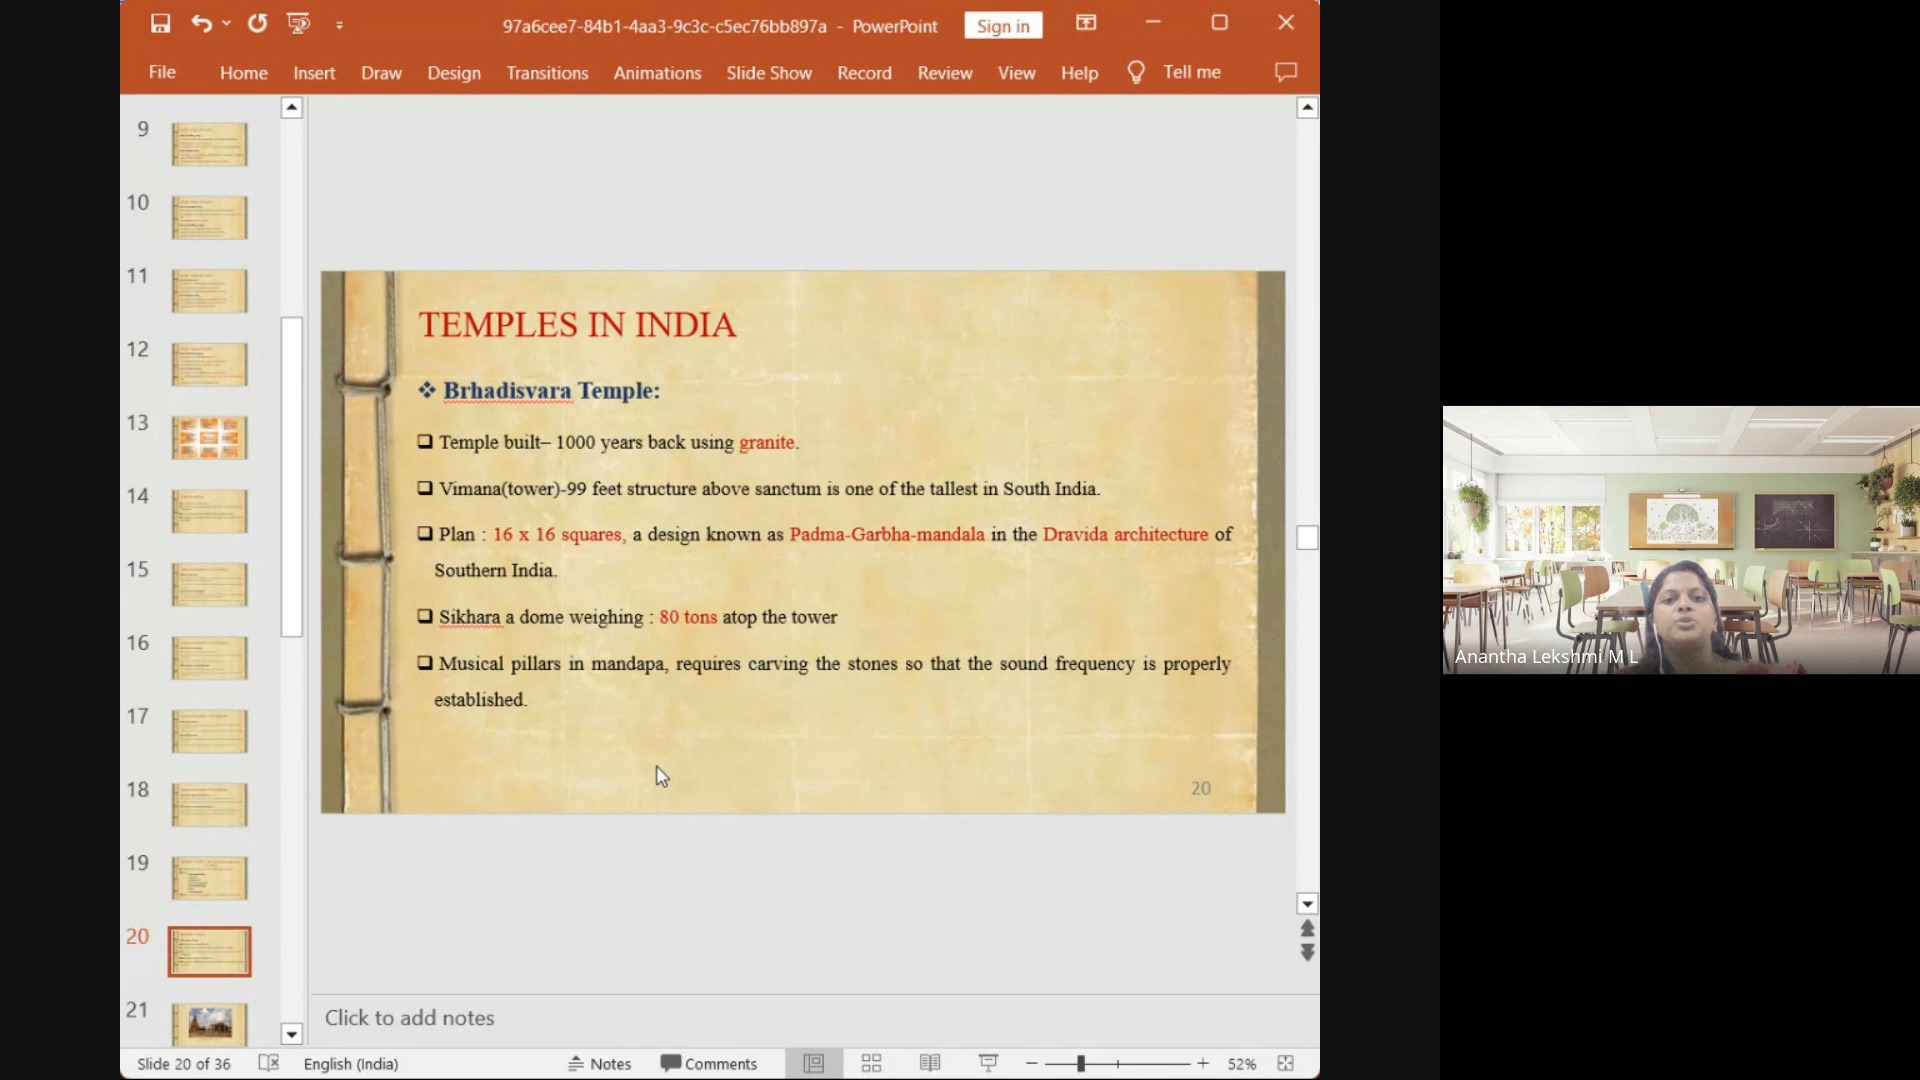 97a6cee7-84b1-4aa3-9c3c-c5ec76bb897a - PowerPoint
Sign in
File Home Insert Draw Design Transitions Animations Slide Show Record Review View Help Tell me
9
10
11
12
13
14
15
16
17
18
19
20
21
TEMPLES IN INDIA
❖ Brhadisvara Temple:
❑ Temple built– 1000 years back using granite.
❑ Vimana(tower)-99 feet structure above sanctum is one of the tallest in South India.
❑ Plan : 16 x 16 squares, a design known as Padma-Garbha-mandala in the Dravida architecture of
Southern India.
❑ Sikhara a dome weighing : 80 tons atop the tower
❑ Musical pillars in mandapa, requires carving the stones so that the sound frequency is properly
established.
20
Click to add notes
Slide 20 of 36 English (India) Notes Comments 52%
Anantha Lekshmi M L